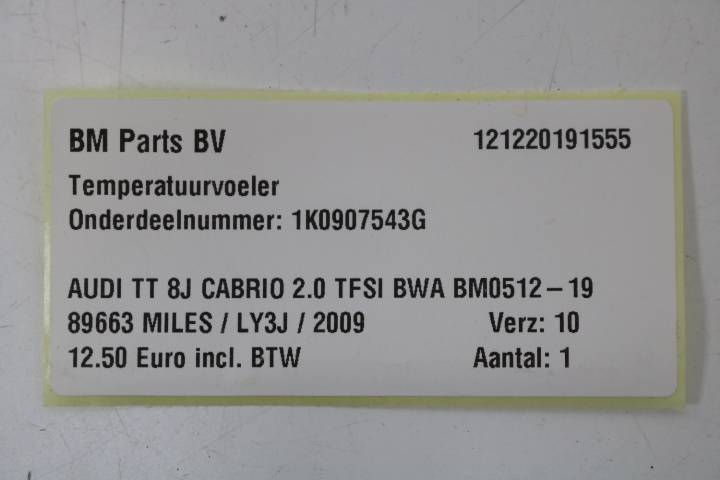 BM Parts BV 121220191555
Temperatuurvoeler
Onderdeelnummer: 1K0907543G
AUDI TT 8J CABRIO 2.0 TFSI BWA BM0512-19
89663 MILES / LY3J / 2009 Verz: 10
12.50 Euro incl. BTW Aantal: 1